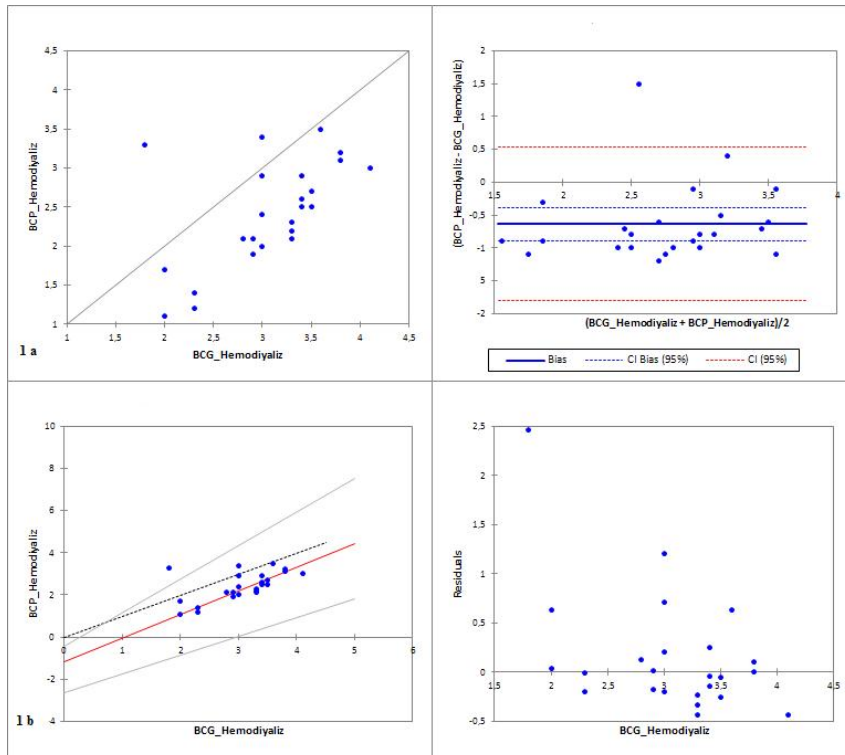 4,5
4
3,5
3
2,5
2
1,5
1
1 1,5 2 2,5 3 3,5 4 4,5
BCP_Hemodiyaliz
BCG_Hemodiyaliz
1 a
2
1,5
1
0,5
0
-0,5
-1
5
-2
1,5 2 2,5 3 3,5 4
(BCP_Hemodiyaliz - BCG_Hemodiyaliz)
(BCG_Hemodiyaliz + BCP_Hemodiyaliz)/2
Bias CI Bias (95%) CI (95%)
10
8
6
4
2
0
-2
-4
0 1 2 3 4 5 6
BCP_Hemodiyaliz
BCG_Hemodiyaliz
1 b
2,5
2
1,5
1
0,5
0
-0,5
1,5 2 2,5 3 3,5 4 4,5
Residuals
BCG_Hemodiyaliz